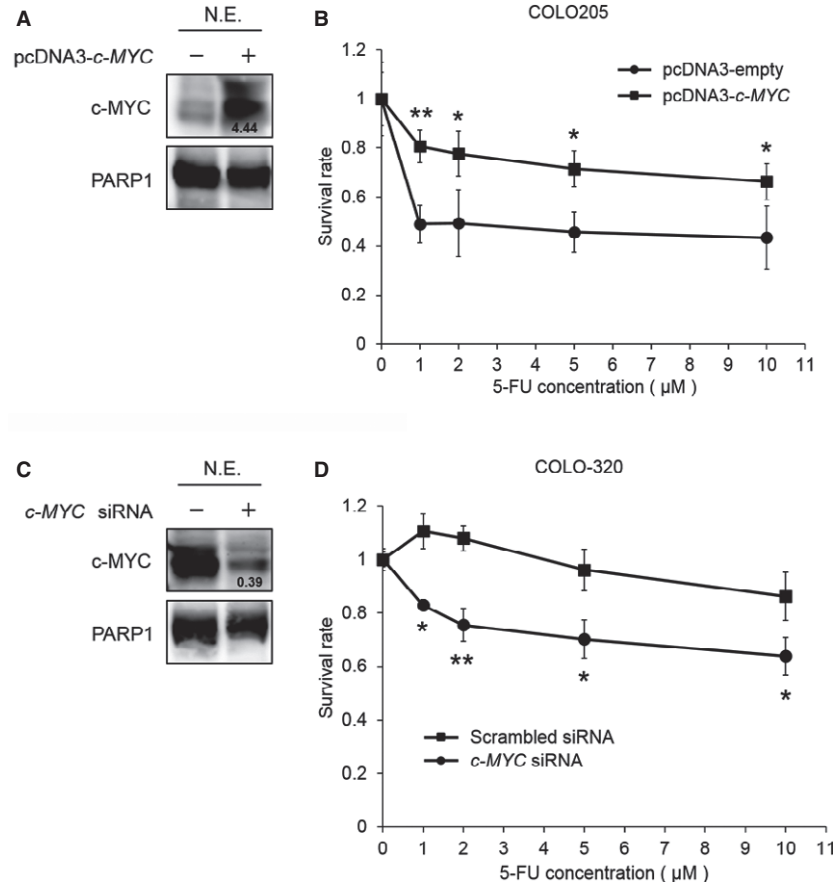 A
N.E.
pcDNA3-c-MYC − +
c-MYC
4.44
PARP1
B
COLO205
pcDNA3-empty
pcDNA3-c-MYC
** * * *
Survival rate
1.2
1
0.8
0.6
0.4
0.2
0
0 1 2 3 4 5 6 7 8 9 10 11
5-FU concentration ( µM )
C
N.E.
c-MYC siRNA − +
c-MYC
0.39
PARP1
D
COLO-320
Survival rate
1.2
1
0.8
0.6
0.4
0.2
0
* ** * *
Scrambled siRNA
c-MYC siRNA
0 1 2 3 4 5 6 7 8 9 10 11
5-FU concentration ( µM )